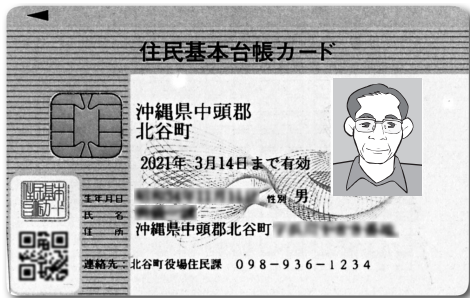 住民基本台帳カード
沖縄県中頭郡
北谷町
2021年 3月14日まで有効
生年月日
性別 男
氏 名
住 所 沖縄県中頭郡北谷町
連絡先：北谷町役場住民課 098-936-1234